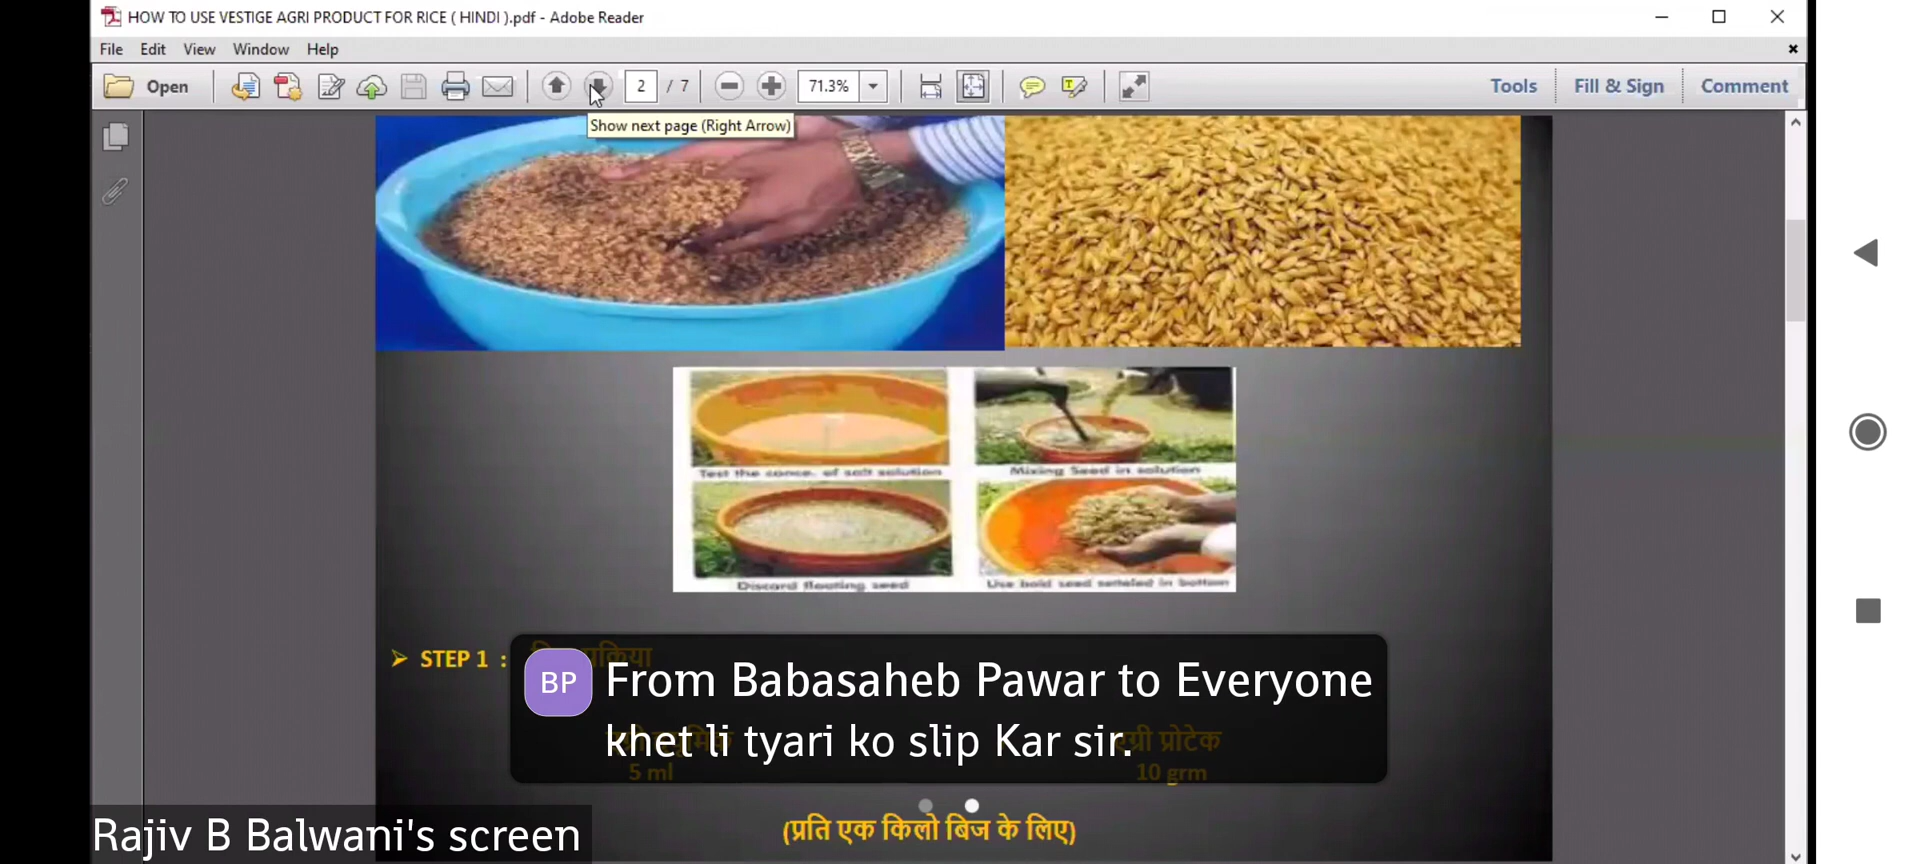 HOW TO USE VESTIGE AGRI PRODUCT FOR RICE ( HINDI ).pdf - Adobe Reader
File Edit View Window Help
Open 2 / 7 71.3% Tools Fill & Sign Comment
Show next page (Right Arrow)
Test the conce. of salt solution
Mixing Seed in solution
Discard floating seed
Use bold seed setteled in bottom
STEP 1 :
BP From Babasaheb Pawar to Everyone
khet li tyari ko slip Kar sir.
एग्री प्रोटेक
5 ml 10 grm
(प्रति एक किलो बिज के लिए)
Rajiv B Balwani's screen